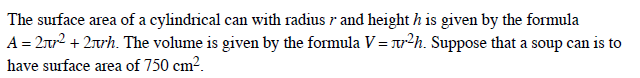 The surface area of a cylindrical can with radius r and height h is given by the formula
A = 2πr² + 2πrh. The volume is given by the formula V = πr²h. Suppose that a soup can is to
have surface area of 750 cm².